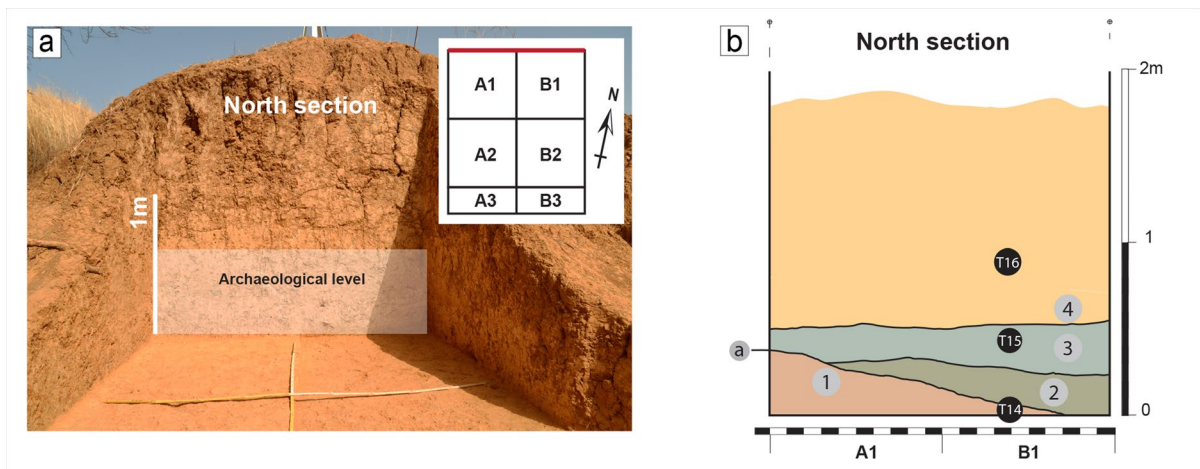 a
North section
1m
Archaeological level
A1 B1
A2 B2
A3 B3
N
b
North section
2m
T16
1
4
T15
3
a
1
2
T14
0
A1 B1